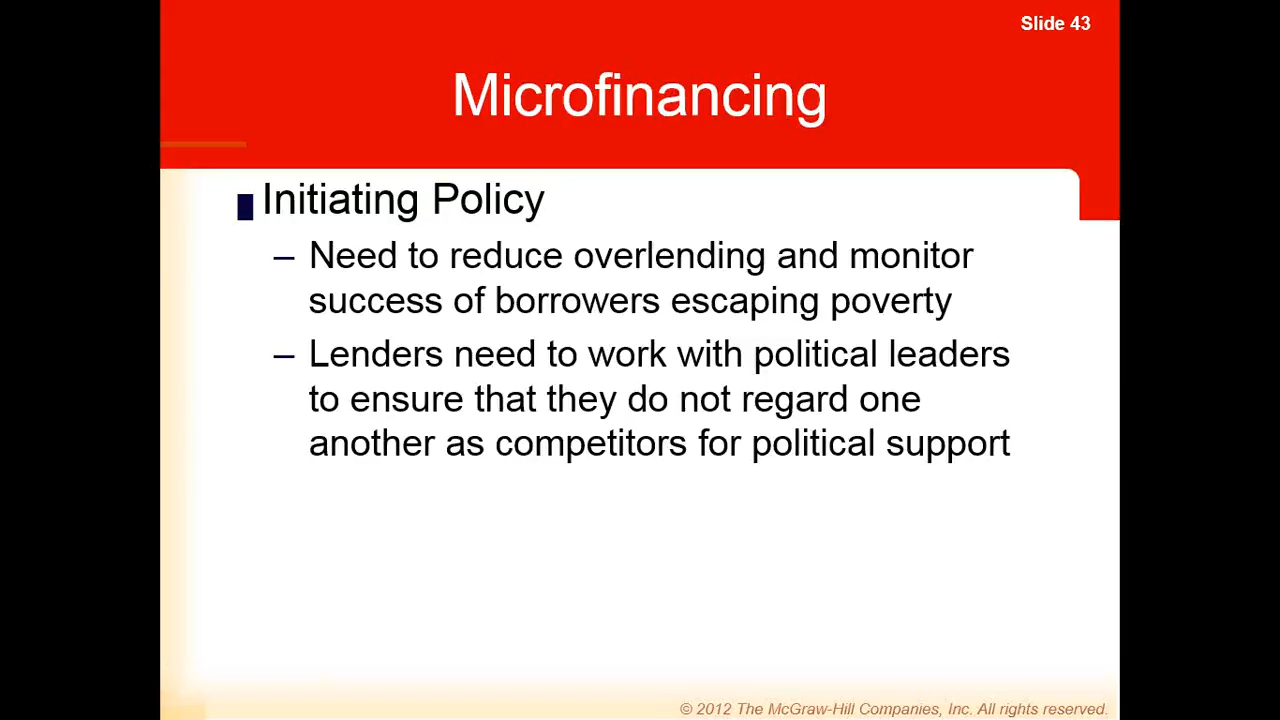 Slide 43
Microfinancing
Initiating Policy
– Need to reduce overlending and monitor
success of borrowers escaping poverty
– Lenders need to work with political leaders
to ensure that they do not regard one
another as competitors for political support
© 2012 The McGraw-Hill Companies, Inc. All rights reserved.